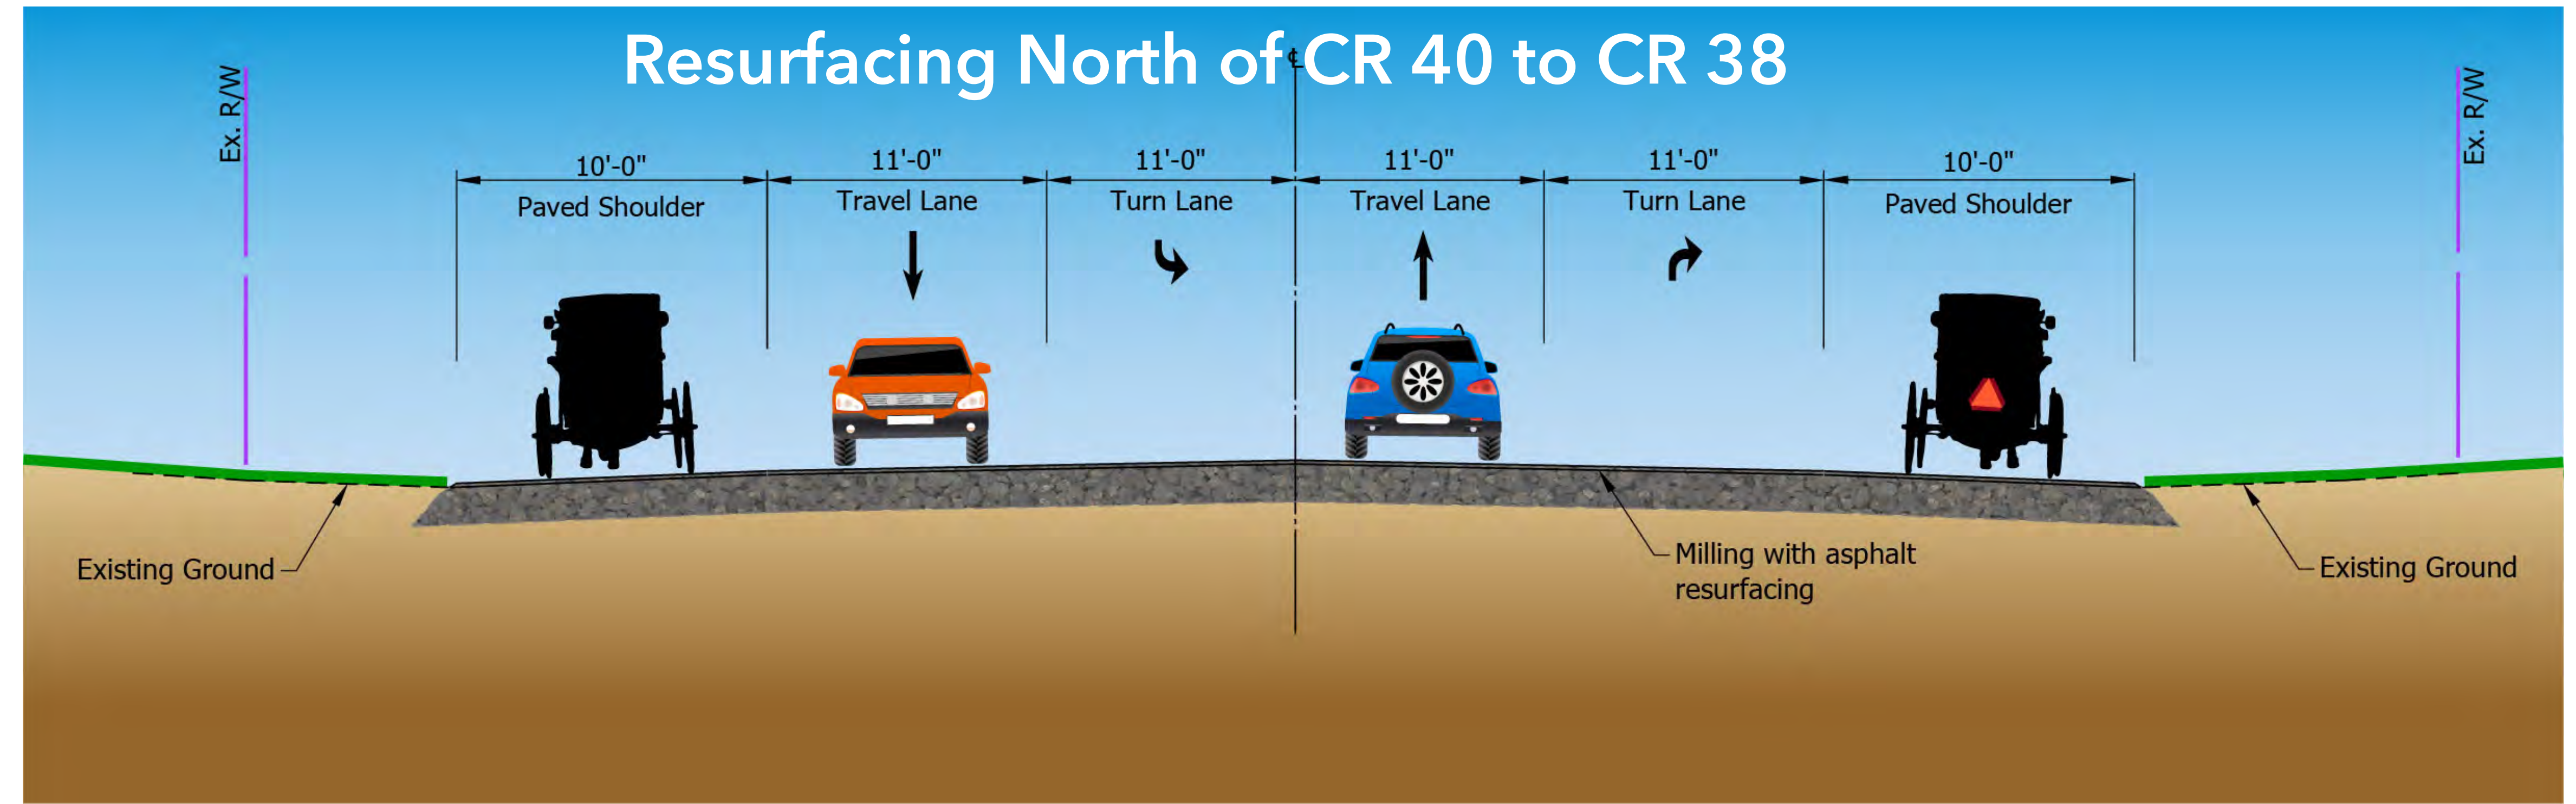 Resurfacing North of CR 40 to CR 38
℄
Ex. R/W
Ex. R/W
10'-0"
11'-0"
11'-0"
11'-0"
11'-0"
10'-0"
Paved Shoulder
Travel Lane
Turn Lane
Travel Lane
Turn Lane
Paved Shoulder
Existing Ground
Milling with asphalt
resurfacing
Existing Ground